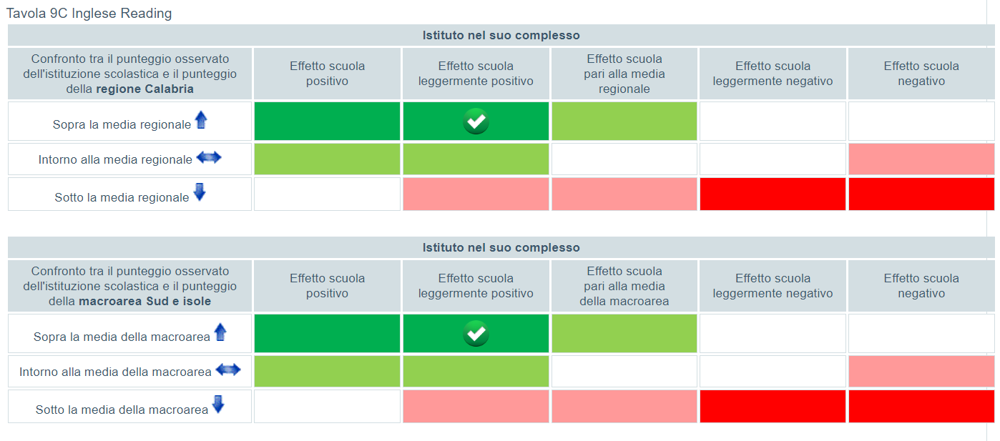 Tavola 9C Inglese Reading
Istituto nel suo complesso
Confronto tra il punteggio osservato
dell'istituzione scolastica e il punteggio
della regione Calabria
Effetto scuola
positivo
Effetto scuola
leggermente positivo
Effetto scuola
pari alla media
regionale
Effetto scuola
leggermente negativo
Effetto scuola
negativo
Sopra la media regionale
Intorno alla media regionale
Sotto la media regionale
Istituto nel suo complesso
Confronto tra il punteggio osservato
dell'istituzione scolastica e il punteggio
della macroarea Sud e isole
Effetto scuola
positivo
Effetto scuola
leggermente positivo
Effetto scuola
pari alla media
della macroarea
Effetto scuola
leggermente negativo
Effetto scuola
negativo
Sopra la media della macroarea
Intorno alla media della macroarea
Sotto la media della macroarea